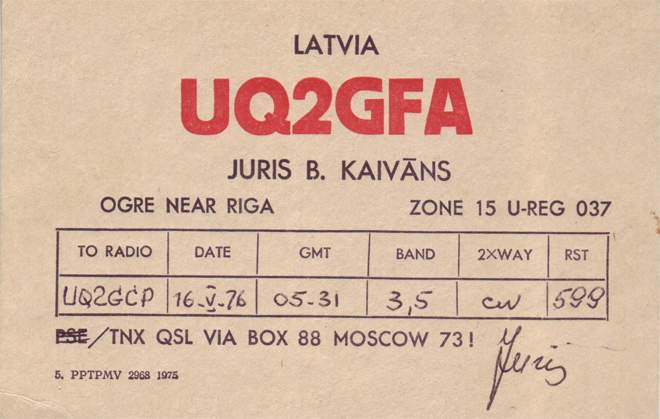 LATVIA
UQ2GFA
JURIS B. KAIVĀNS
OGRE NEAR RIGA ZONE 15 U-REG 037
TO RADIO DATE GMT BAND 2XWAY RST
UQ2GCP 16.V.76 05-31 3,5 cw 599
PSE/TNX QSL VIA BOX 88 MOSCOW 73!
Juris
5. PPTPMV 2968 1975